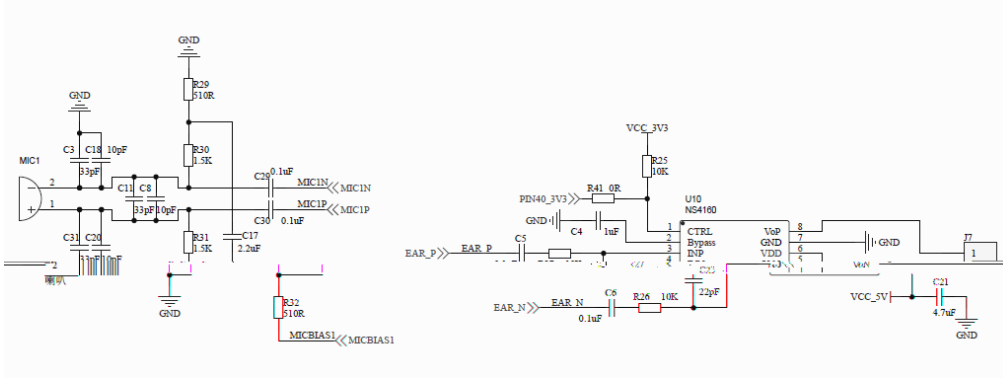 GND
R29
510R
GND
C3
C18
10pF
MIC1
33pF
R30
1.5K
C29
0.1uF
2
C11
C8
MIC1N
MIC1N
1
33pF
10pF
MIC1P
MIC1P
C30
0.1uF
C31
C20
R31
1.5K
C17
2.2uF
2
喇叭
GND
R32
510R
MICBIAS1
MICBIAS1
VCC_3V3
R25
10K
R41
0R
PIN40_3V3
U10
NS4160
GND
C4
1uF
1
CTRL
VoP
8
2
Bypass
GND
7
GND
3
INP
VDD
6
4
5
J7
1
EAR_P
EAR_P
C5
22pF
EAR_N
EAR_N
C6
0.1uF
R26
10K
VCC_5V
C21
4.7uF
GND